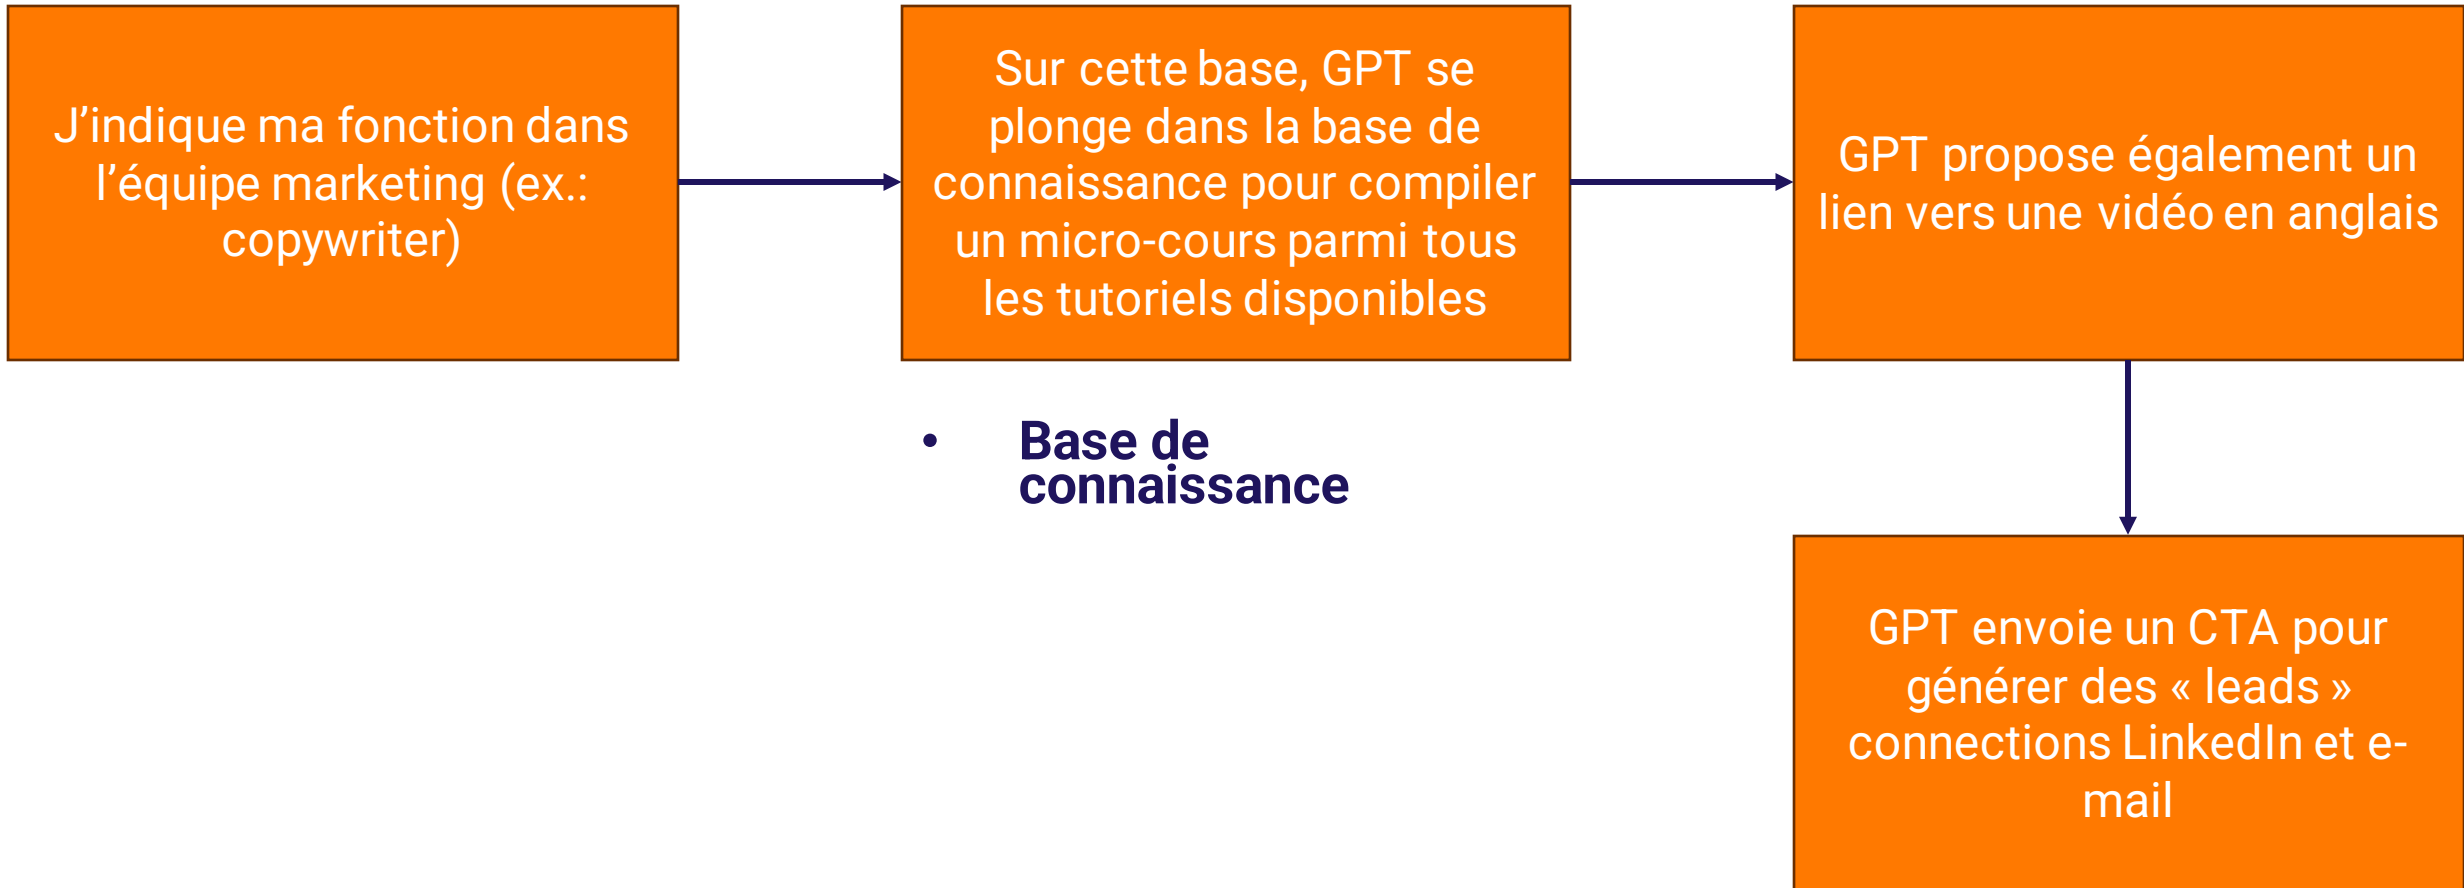 J’indique ma fonction dans
l’équipe marketing (ex.:
copywriter)
Sur cette base, GPT se
plonge dans la base de
connaissance pour compiler
un micro-cours parmi tous
les tutoriels disponibles
GPT propose également un
lien vers une vidéo en anglais
• Base de
connaissance
GPT envoie un CTA pour
générer des « leads »
connections LinkedIn et e-
mail